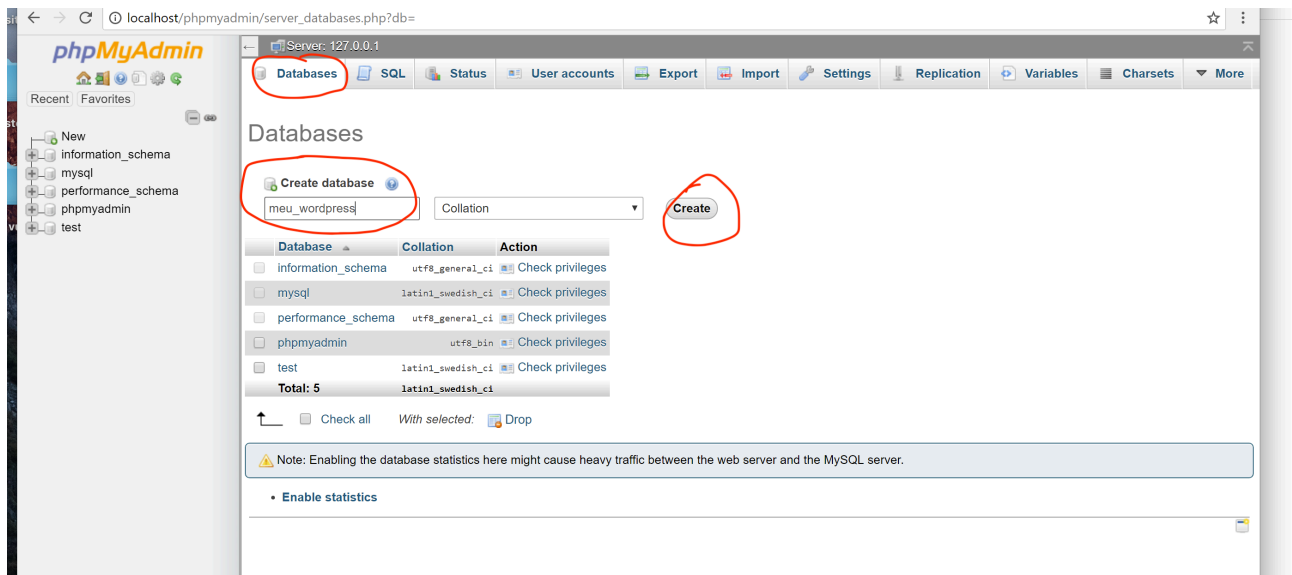 localhost/phpmyadmin/server_databases.php?db=
phpMyAdmin
Recent Favorites
New
information_schema
mysql
performance_schema
phpmyadmin
test
Server: 127.0.0.1
Databases SQL Status User accounts Export Import Settings Replication Variables Charsets More
Databases
Create database
meu_wordpress Collation Create
Database Collation Action
information_schema utf8_general_ci Check privileges
mysql latin1_swedish_ci Check privileges
performance_schema utf8_general_ci Check privileges
phpmyadmin utf8_bin Check privileges
test latin1_swedish_ci Check privileges
Total: 5 latin1_swedish_ci
Check all With selected: Drop
Note: Enabling the database statistics here might cause heavy traffic between the web server and the MySQL server.
• Enable statistics